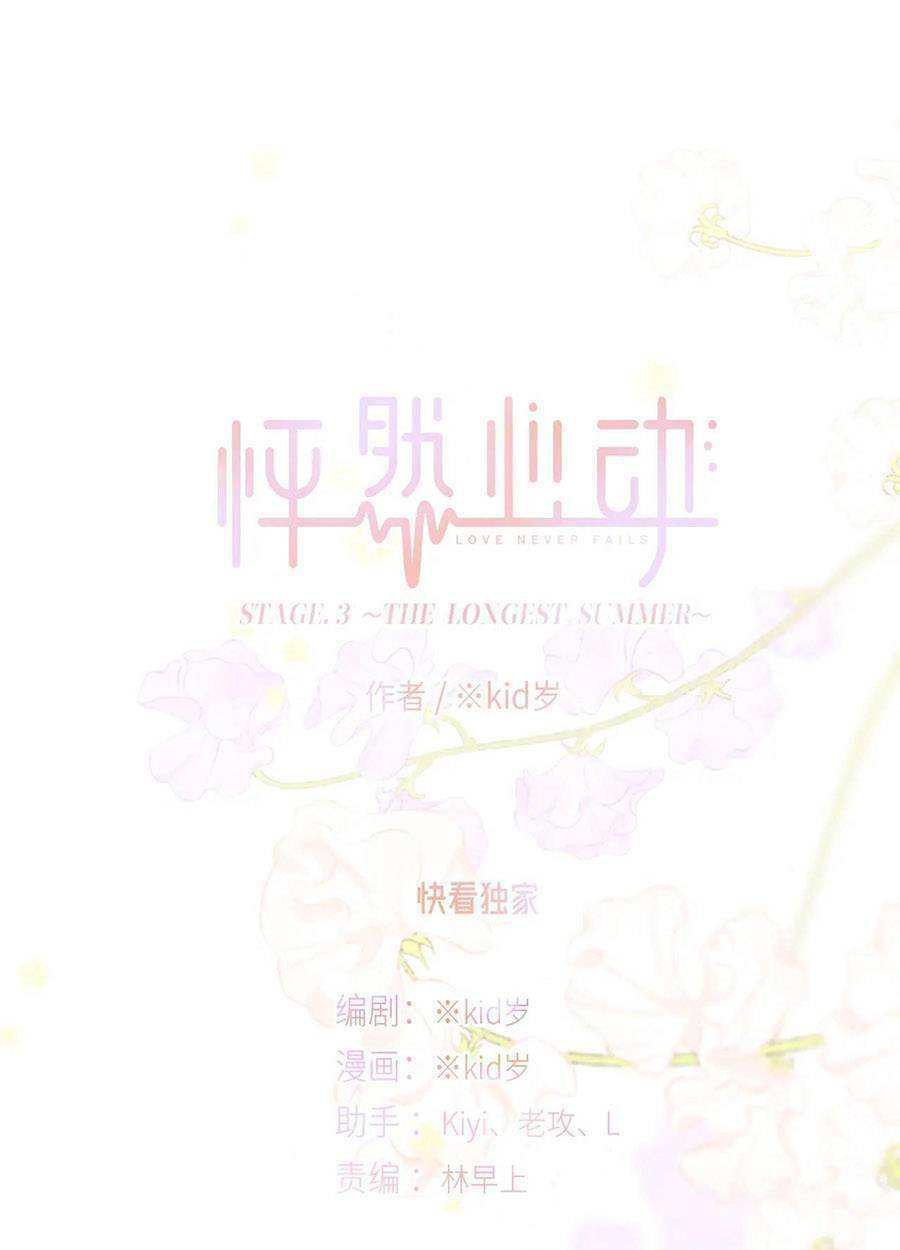 怦然心动
LOVE NEVER FAILS
STAGE.3 ~THE LONGEST SUMMER~
作者 / ※kid岁
快看独家
编剧：※kid岁
漫画：※kid岁
助手：Kiyi、老攻、L
责编：林早上